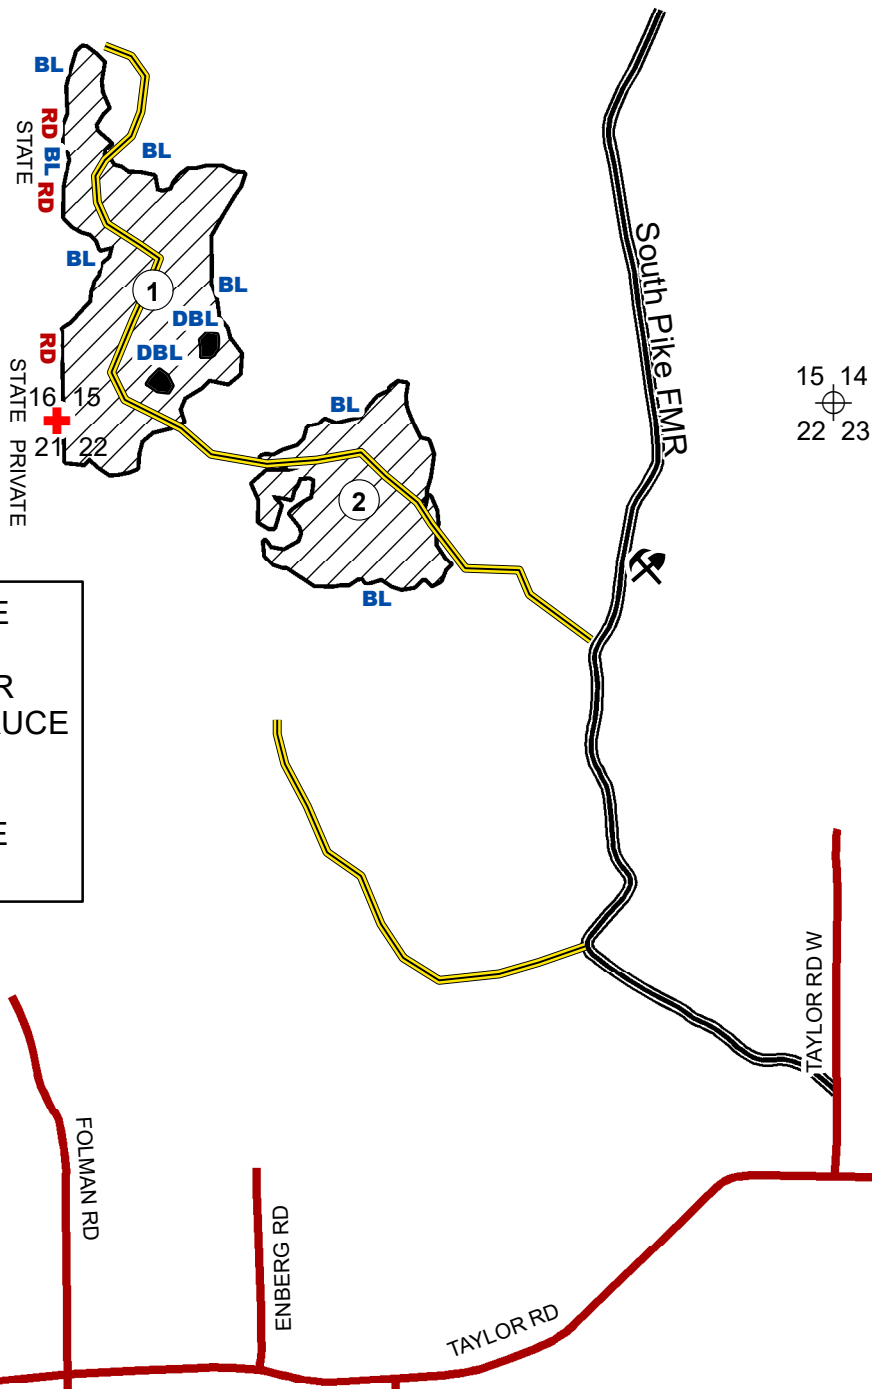 BL
RD BL RD
STATE
BL
South Pike FMR
BL
BL
1
DBL
DBL
RD
STATE PRIVATE
16 15
21 22
15 14
22 23
BL
2
BL
E
R
UCE
E
TAYLOR RD W
FOLMAN RD
ENBERG RD
TAYLOR RD